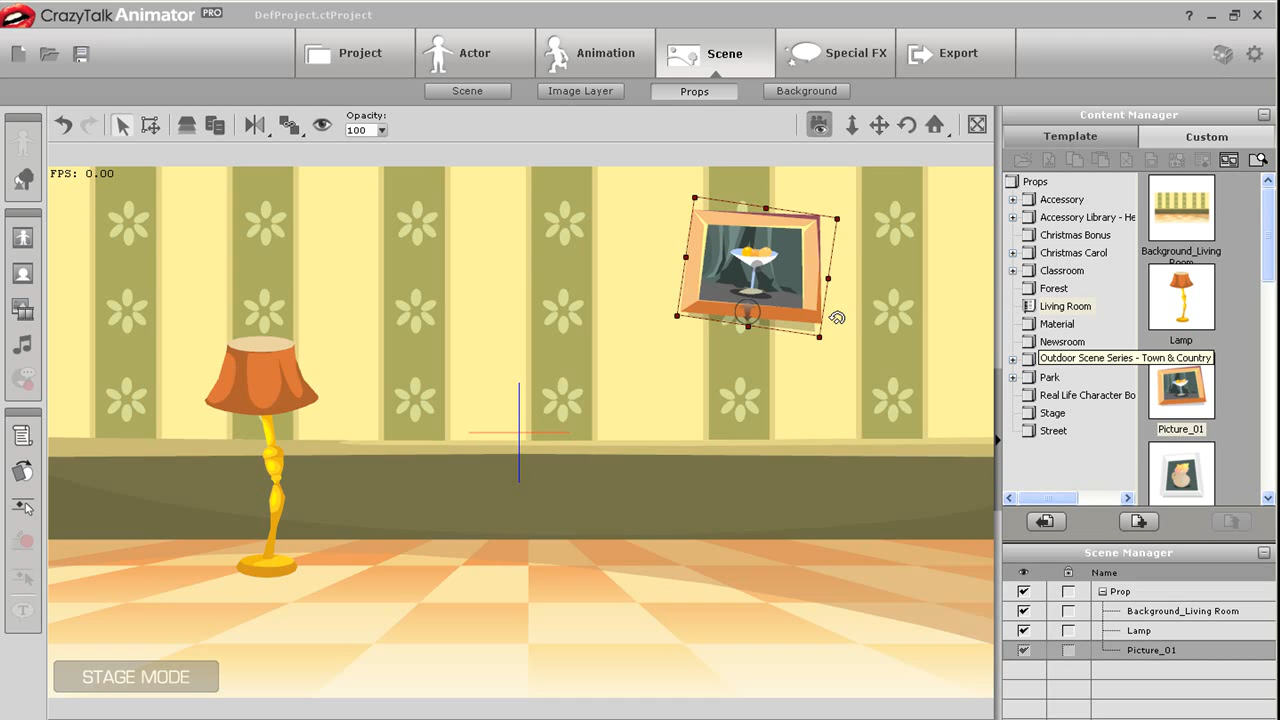 CrazyTalk Animator PRO DefProject.ctProject
Project Actor Animation Scene Special FX Export
Scene Image Layer Props Background
Opacity:
100
FPS: 0.00
STAGE MODE
Content Manager
Template Custom
Props
Accessory
Accessory Library - He
Christmas Bonus
Christmas Carol
Classroom
Forest
Living Room
Material
Newsroom
Outdoor Scene Series - Town & Country
Park
Real Life Character Bo
Stage
Street
Background_Living
Lamp
Picture_01
Scene Manager
Name
Prop
Background_Living Room
Lamp
Picture_01